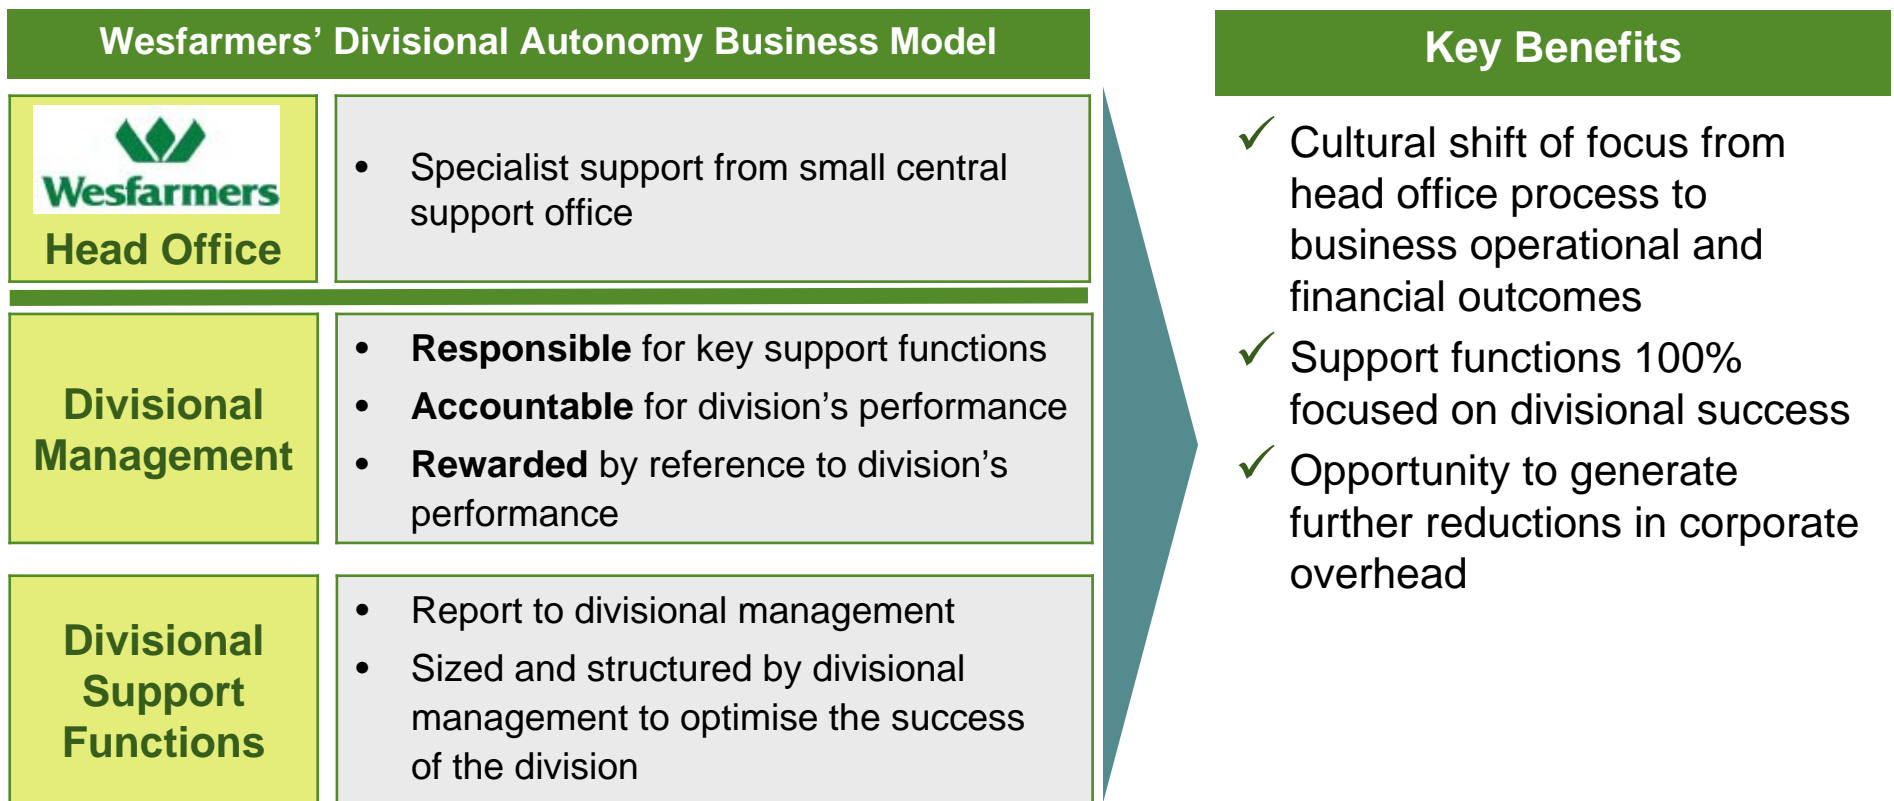 Wesfarmers’ Divisional Autonomy Business Model
Wesfarmers
Head Office
• Specialist support from small central
support office
Divisional
Management
• Responsible for key support functions
• Accountable for division’s performance
• Rewarded by reference to division’s
performance
Divisional
Support
Functions
• Report to divisional management
• Sized and structured by divisional
management to optimise the success
of the division
Key Benefits
✓ Cultural shift of focus from
head office process to
business operational and
financial outcomes
✓ Support functions 100%
focused on divisional success
✓ Opportunity to generate
further reductions in corporate
overhead